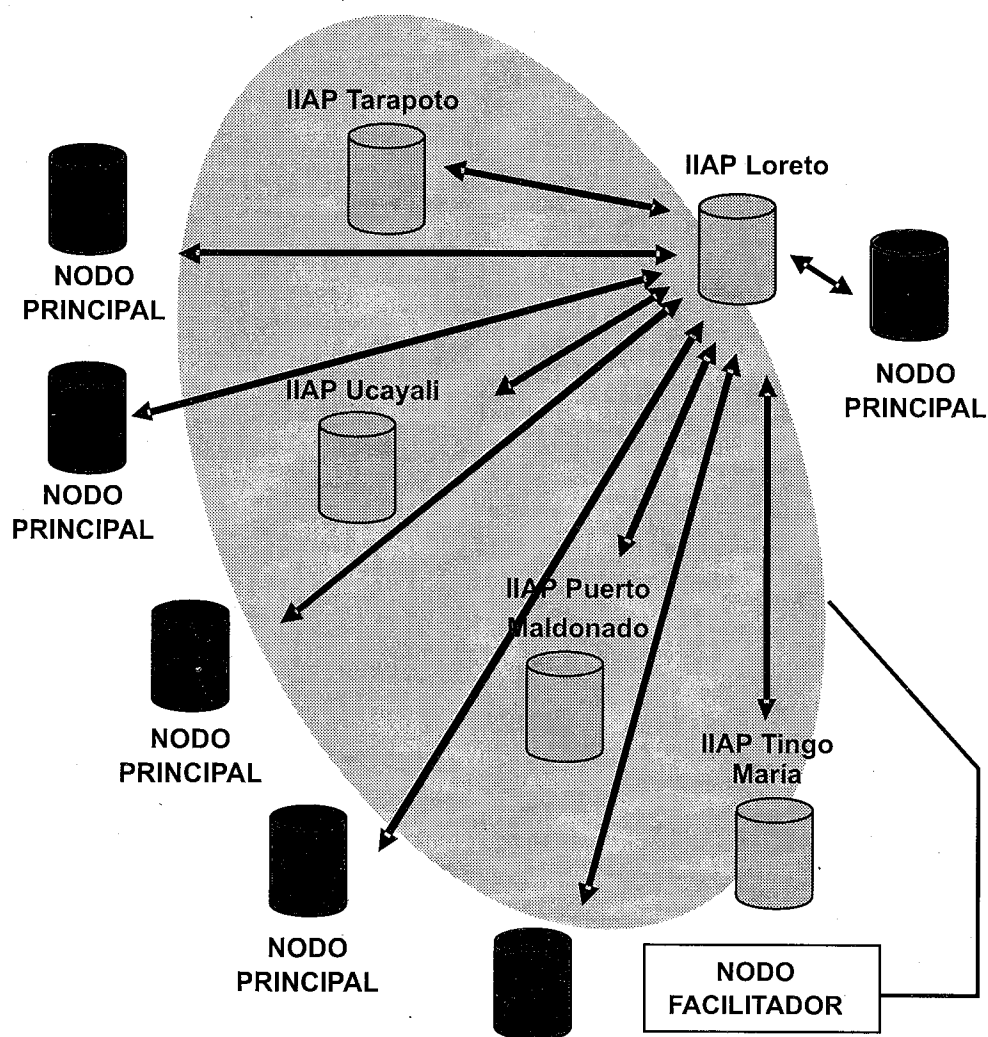 IIAP Tarapoto
IIAP Loreto
NODO
PRINCIPAL
NODO
PRINCIPAL
IIAP Ucayali
NODO
PRINCIPAL
IIAP Puerto
Maldonado
NODO
PRINCIPAL
IIAP Tingo
María
NODO
PRINCIPAL
NODO
FACILITADOR